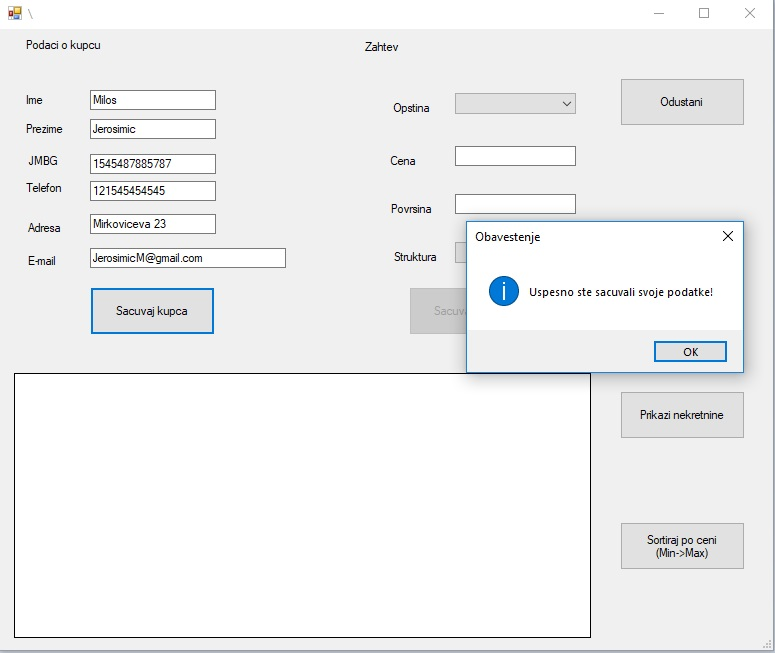 \
Podaci o kupcu
Zahtev
Ime
Milos
Prezime
Jerosimic
JMBG
1545487885787
Telefon
121545454545
Adresa
Mirkoviceva 23
E-mail
JerosimicM@gmail.com
Sacuvaj kupca
Opstina
Cena
Povrsina
Struktura
Odustani
Obavestenje
Uspesno ste sacuvali svoje podatke!
OK
Prikazi nekretnine
Sortiraj po ceni
(Min->Max)